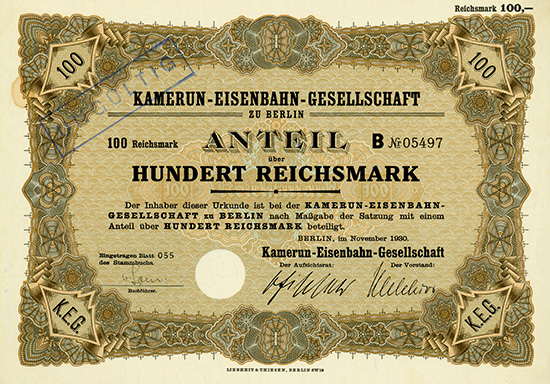 Reichsmark 100,—
100
100
KAMERUN-EISENBAHN-GESELLSCHAFT
ZU BERLIN
100 Reichsmark ANTEIL B № 05497
über
HUNDERT REICHSMARK
Der Inhaber dieser Urkunde ist bei der KAMERUN-EISENBAHN-
GESELLSCHAFT zu BERLIN nach Maßgabe der Satzung mit einem
Anteil über HUNDERT REICHSMARK beteiligt.
BERLIN, im November 1930.
Eingetragen Blatt 055
des Stammbuchs.
Kamerun-Eisenbahn-Gesellschaft
Der Aufsichtsrat: Der Vorstand:
Buchführer.
K.E.G.
K.E.G.
LIEBHEIT & THIESEN, BERLIN SW19